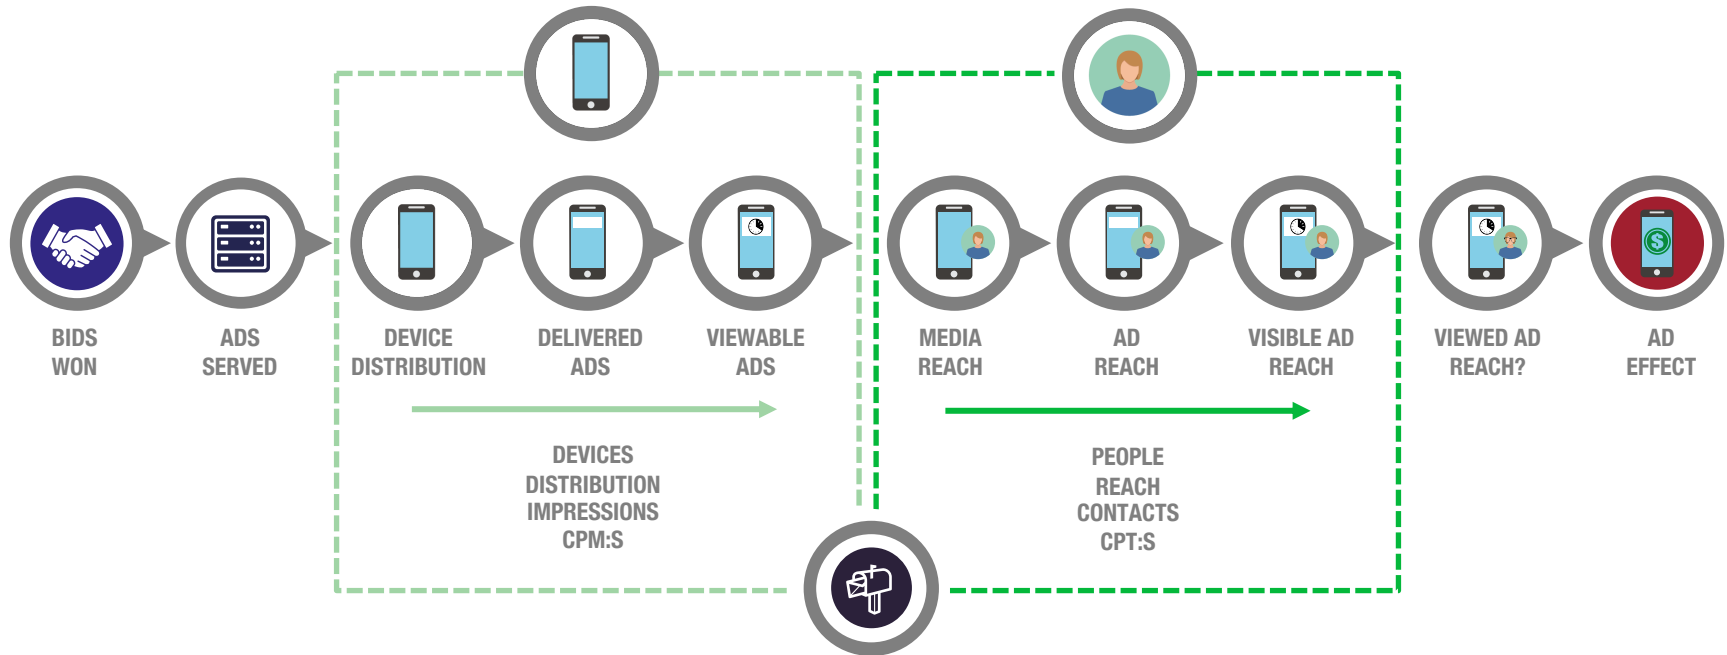 BIDS
WON
ADS
SERVED
DEVICE
DISTRIBUTION
DELIVERED
ADS
VIEWABLE
ADS
MEDIA
REACH
AD
REACH
VISIBLE AD
REACH
VIEWED AD
REACH?
AD
EFFECT
DEVICES
DISTRIBUTION
IMPRESSIONS
CPM:S
PEOPLE
REACH
CONTACTS
CPT:S
$